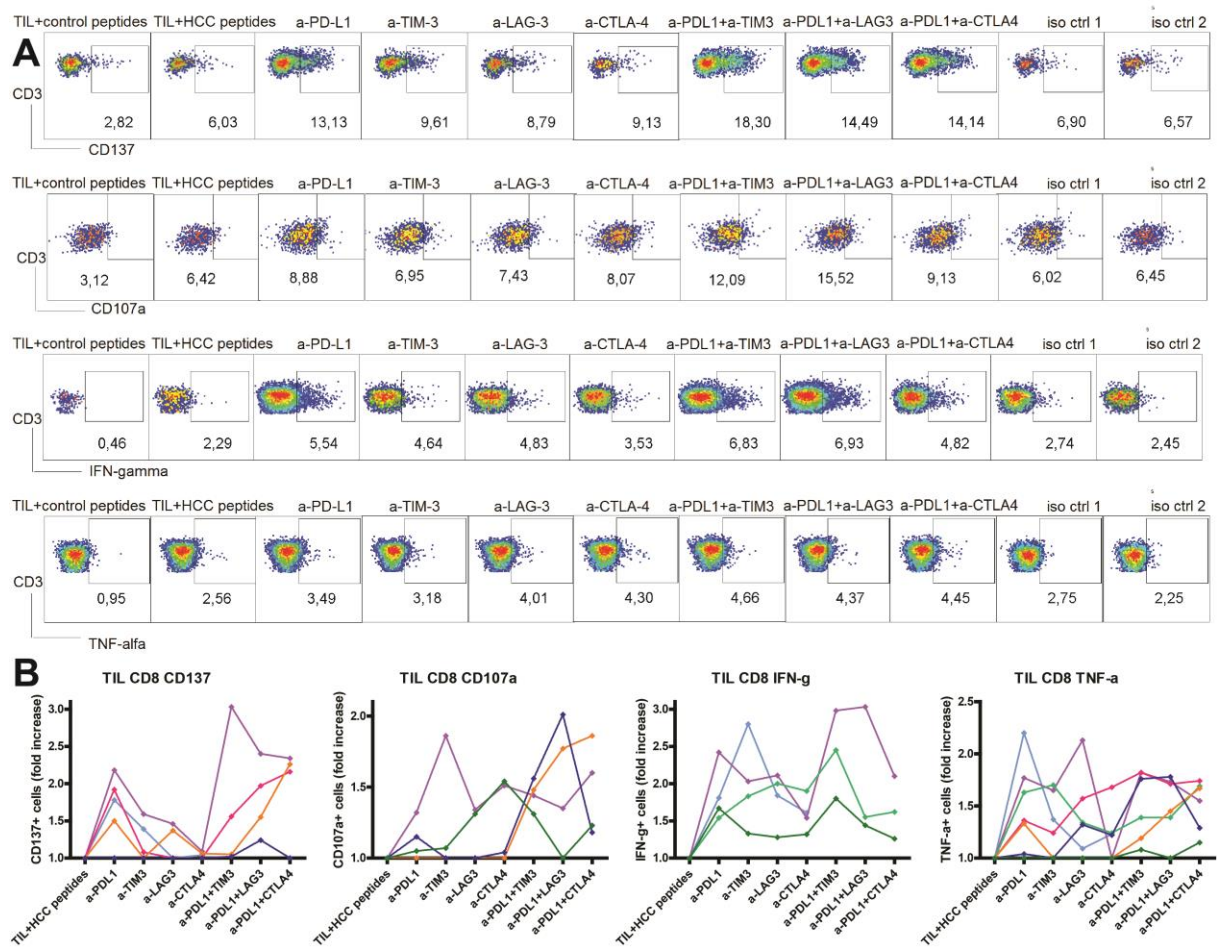 A
TIL+control peptides TIL+HCC peptides a-PD-L1 a-TIM-3 a-LAG-3 a-CTLA-4 a-PDL1+a-TIM3 a-PDL1+a-LAG3 a-PDL1+a-CTLA4 iso ctrl 1 iso ctrl 2
CD3
2,82 6,03 13,13 9,61 8,79 9,13 18,30 14,49 14,14 6,90 6,57
CD137
TIL+control peptides TIL+HCC peptides a-PD-L1 a-TIM-3 a-LAG-3 a-CTLA-4 a-PDL1+a-TIM3 a-PDL1+a-LAG3 a-PDL1+a-CTLA4 iso ctrl 1 iso ctrl 2
CD3
3,12 6,42 8,88 6,95 7,43 8,07 12,09 15,52 9,13 6,02 6,45
CD107a
TIL+control peptides TIL+HCC peptides a-PD-L1 a-TIM-3 a-LAG-3 a-CTLA-4 a-PDL1+a-TIM3 a-PDL1+a-LAG3 a-PDL1+a-CTLA4 iso ctrl 1 iso ctrl 2
CD3
0,46 2,29 5,54 4,64 4,83 3,53 6,83 6,93 4,82 2,74 2,45
IFN-gamma
TIL+control peptides TIL+HCC peptides a-PD-L1 a-TIM-3 a-LAG-3 a-CTLA-4 a-PDL1+a-TIM3 a-PDL1+a-LAG3 a-PDL1+a-CTLA4 iso ctrl 1 iso ctrl 2
CD3
0,95 2,56 3,49 3,18 4,01 4,30 4,66 4,37 4,45 2,75 2,25
TNF-alfa
B
TIL CD8 CD137
CD137+ cells (fold increase)
3.0
2.5
2.0
1.5
1.0
TIL+HCC peptides
a-PDL1
a-TIM3
a-LAG3
a-CTLA4
a-PDL1+TIM3
a-PDL1+LAG3
a-PDL1+CTLA4
TIL CD8 CD107a
CD107a+ cells (fold increase)
2.0
1.5
1.0
TIL+HCC peptides
a-PDL1
a-TIM3
a-LAG3
a-CTLA4
a-PDL1+TIM3
a-PDL1+LAG3
a-PDL1+CTLA4
TIL CD8 IFN-g
IFN-g+ cells (fold increase)
3.0
2.5
2.0
1.5
1.0
TIL+HCC peptides
a-PDL1
a-TIM3
a-LAG3
a-CTLA4
a-PDL1+TIM3
a-PDL1+LAG3
a-PDL1+CTLA4
TIL CD8 TNF-a
TNF-a+ cells (fold increase)
2.5
2.0
1.5
1.0
TIL+HCC peptides
a-PDL1
a-TIM3
a-LAG3
a-CTLA4
a-PDL1+TIM3
a-PDL1+LAG3
a-PDL1+CTLA4